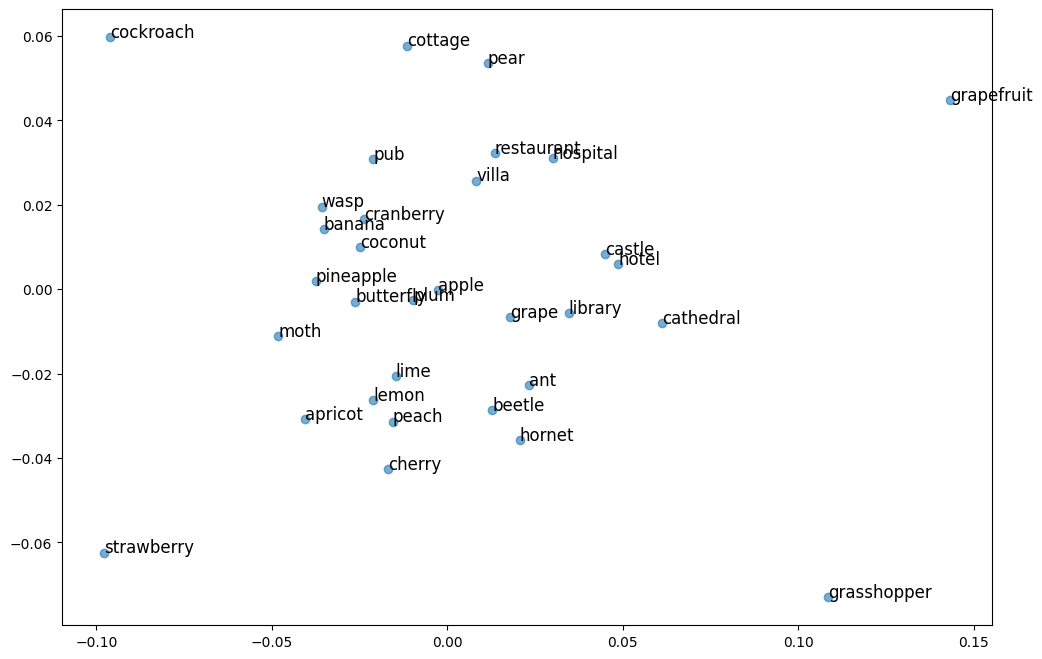 0.06
0.04
0.02
0.00
−0.02
−0.04
−0.06
cockroach
cottage
pear
grapefruit
restaurant
hospital
pub
villa
wasp
cranberry
banana
coconut
castle
hotel
pineapple
apple
butterfly
plum
grape
library
cathedral
moth
lime
ant
lemon
beetle
apricot
peach
hornet
cherry
strawberry
grasshopper
−0.10
−0.05
0.00
0.05
0.10
0.15